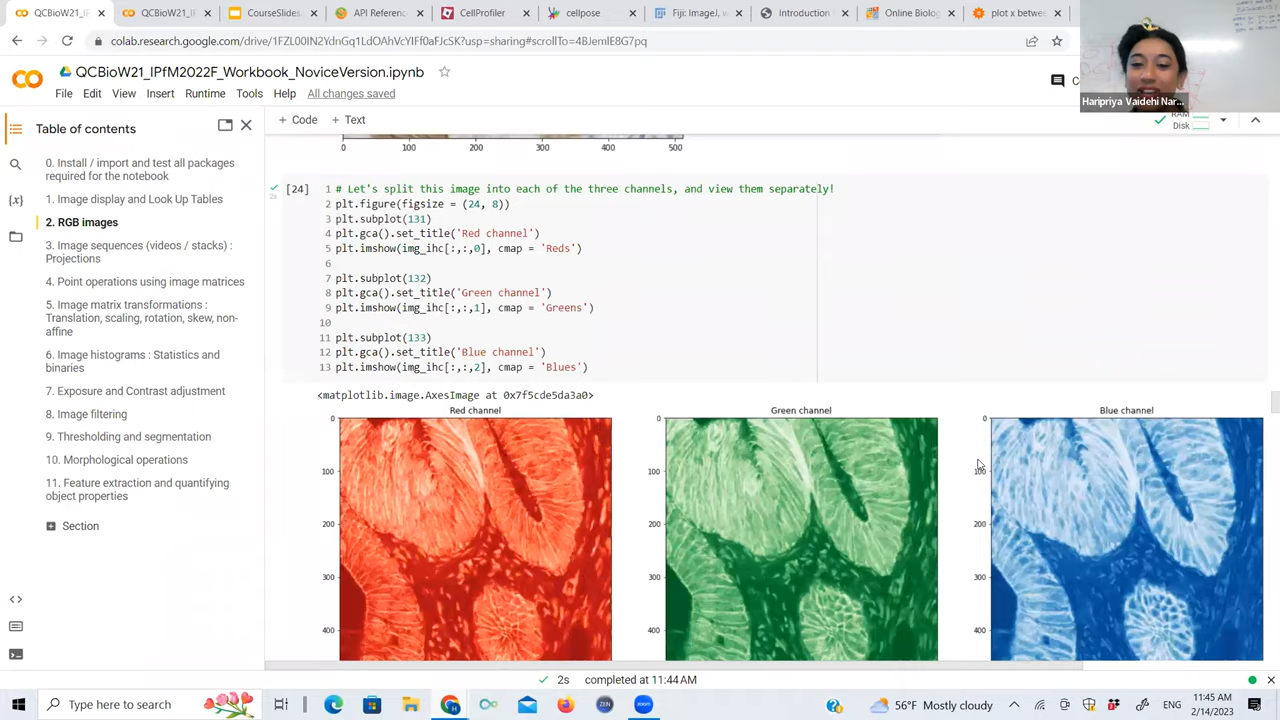 QCBioW21_IP
QCBioW21_IP
CourseSlides
API Referenc
CellProfiler
cellpose
Fiji: ImageJ, w
Introduction
Online Biolog
plot x betwe
colab.research.google.com/drive/1FZL00JlN2YdnGq1LdOAhVcYIFf0aFJcSr?usp=sharing#scrollTo=4BJemlE8G7pq
QCBioW21_IPfM2022F_Workbook_NoviceVersion.ipynb
File Edit View Insert Runtime Tools Help All changes saved
Haripriya Vaidehi Nar...
Table of contents
+ Code + Text
RAM
Disk
0. Install / import and test all packages
required for the notebook
1. Image display and Look Up Tables
2. RGB images
3. Image sequences (videos / stacks) :
Projections
4. Point operations using image matrices
5. Image matrix transformations :
Translation, scaling, rotation, skew, non-
affine
6. Image histograms : Statistics and
binaries
7. Exposure and Contrast adjustment
8. Image filtering
9. Thresholding and segmentation
10. Morphological operations
11. Feature extraction and quantifying
object properties
Section
0 100 200 300 400 500
2s
[24]
1 # Let's split this image into each of the three channels, and view them separately!
2 plt.figure(figsize = (24, 8))
3 plt.subplot(131)
4 plt.gca().set_title('Red channel')
5 plt.imshow(img_ihc[:,:,0], cmap = 'Reds')
6
7 plt.subplot(132)
8 plt.gca().set_title('Green channel')
9 plt.imshow(img_ihc[:,:,1], cmap = 'Greens')
10
11 plt.subplot(133)
12 plt.gca().set_title('Blue channel')
13 plt.imshow(img_ihc[:,:,2], cmap = 'Blues')
<matplotlib.image.AxesImage at 0x7f5cde5da3a0>
Red channel
0
100
200
300
400
Green channel
0
100
200
300
400
Blue channel
0
100
200
300
400
2s completed at 11:44 AM
Type here to search
ZEN
zoom
56°F Mostly cloudy
ENG
11:45 AM
2/14/2023